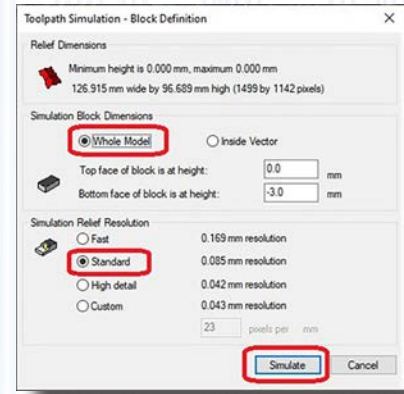 Toolpath Simulation - Block Definition
Relief Dimensions
Minimum height is 0.000 mm, maximum 0.000 mm
126.915 mm wide by 96.689 mm high (1499 by 1142 pixels)
Simulation Block Dimensions
Whole Model Inside Vector
Top face of block is at height: 0.0 mm
Bottom face of block is at height: -3.0 mm
Simulation Relief Resolution
Fast 0.169 mm resolution
Standard 0.085 mm resolution
High detail 0.042 mm resolution
Custom 0.043 mm resolution
23 pixels per mm
Simulate Cancel